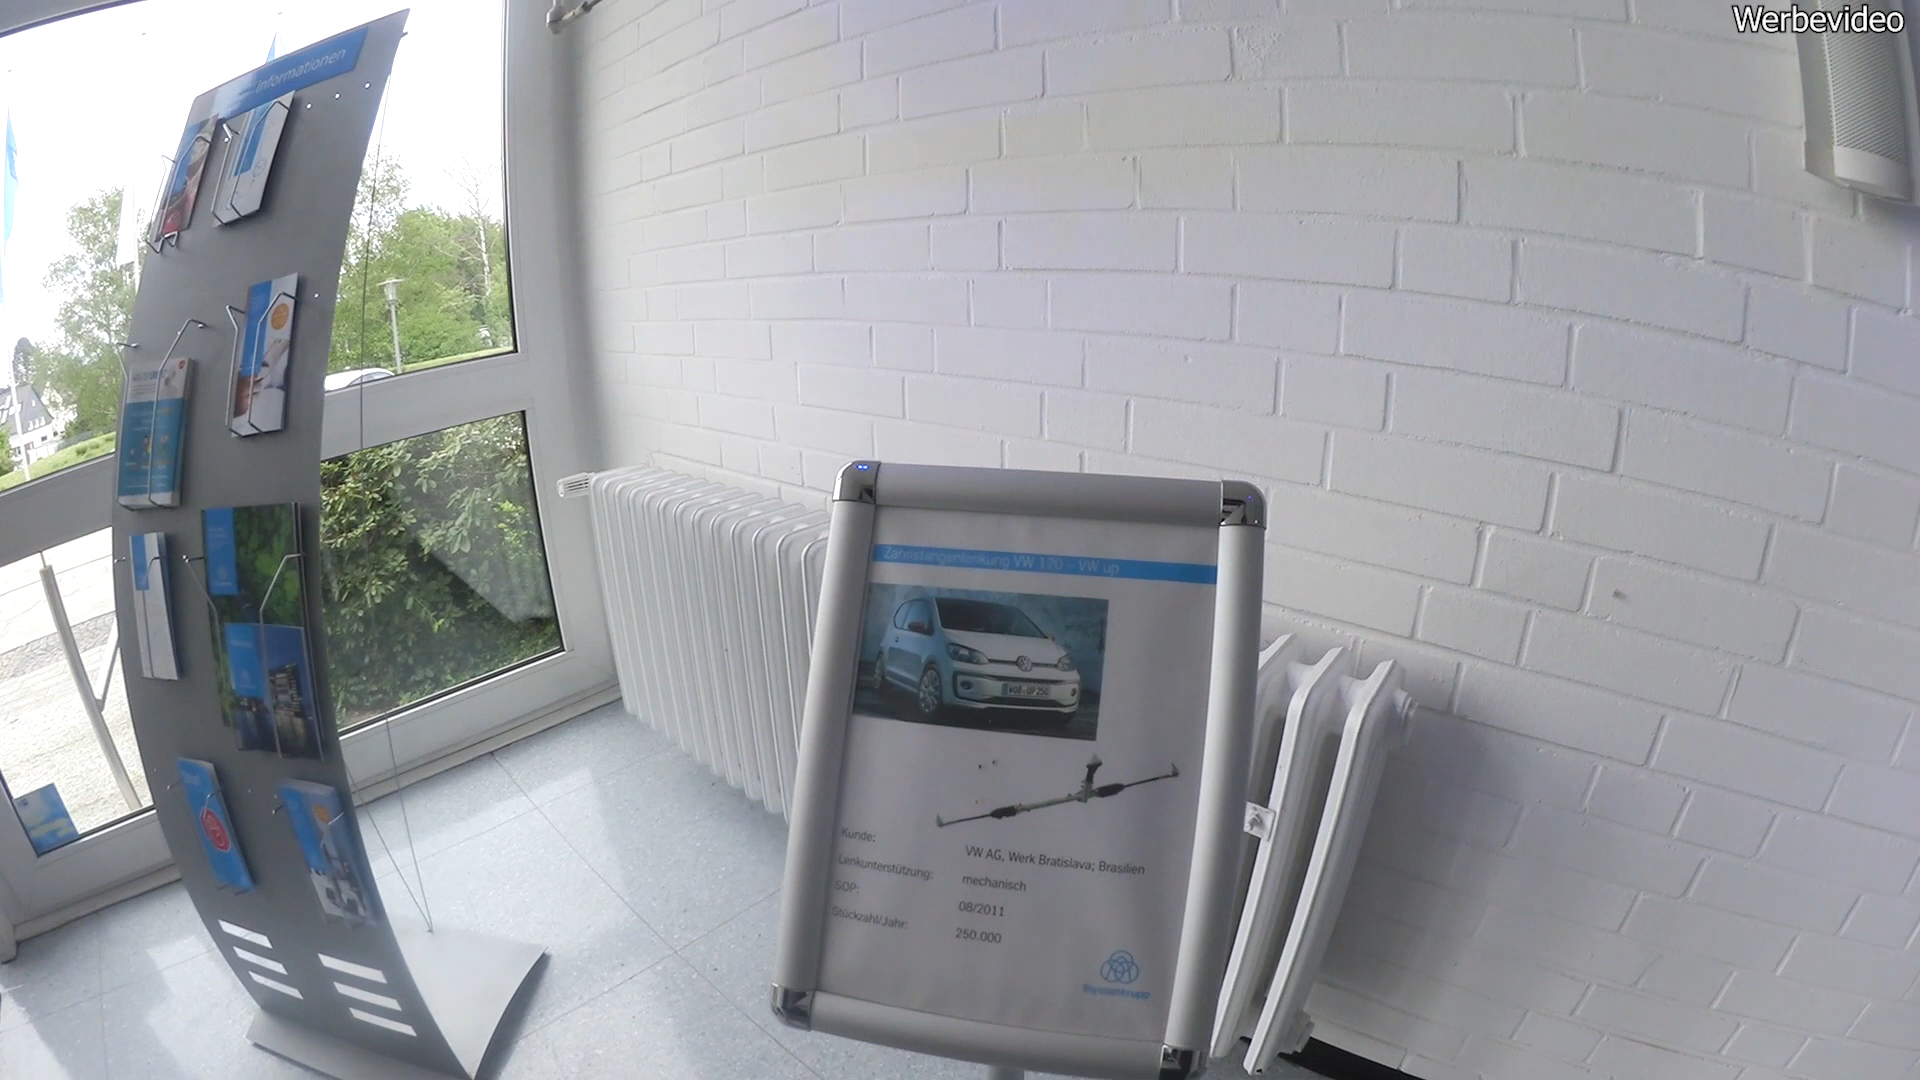 Werbevideo
Informationen
Zahnstangenlenkung VW 120 – VW up
WOB UP 250
Kunde: VW AG, Werk Bratislava; Brasilien
Lenkunterstützung: mechanisch
SOP: 08/2011
Stückzahl/Jahr: 250.000
thyssenkrupp